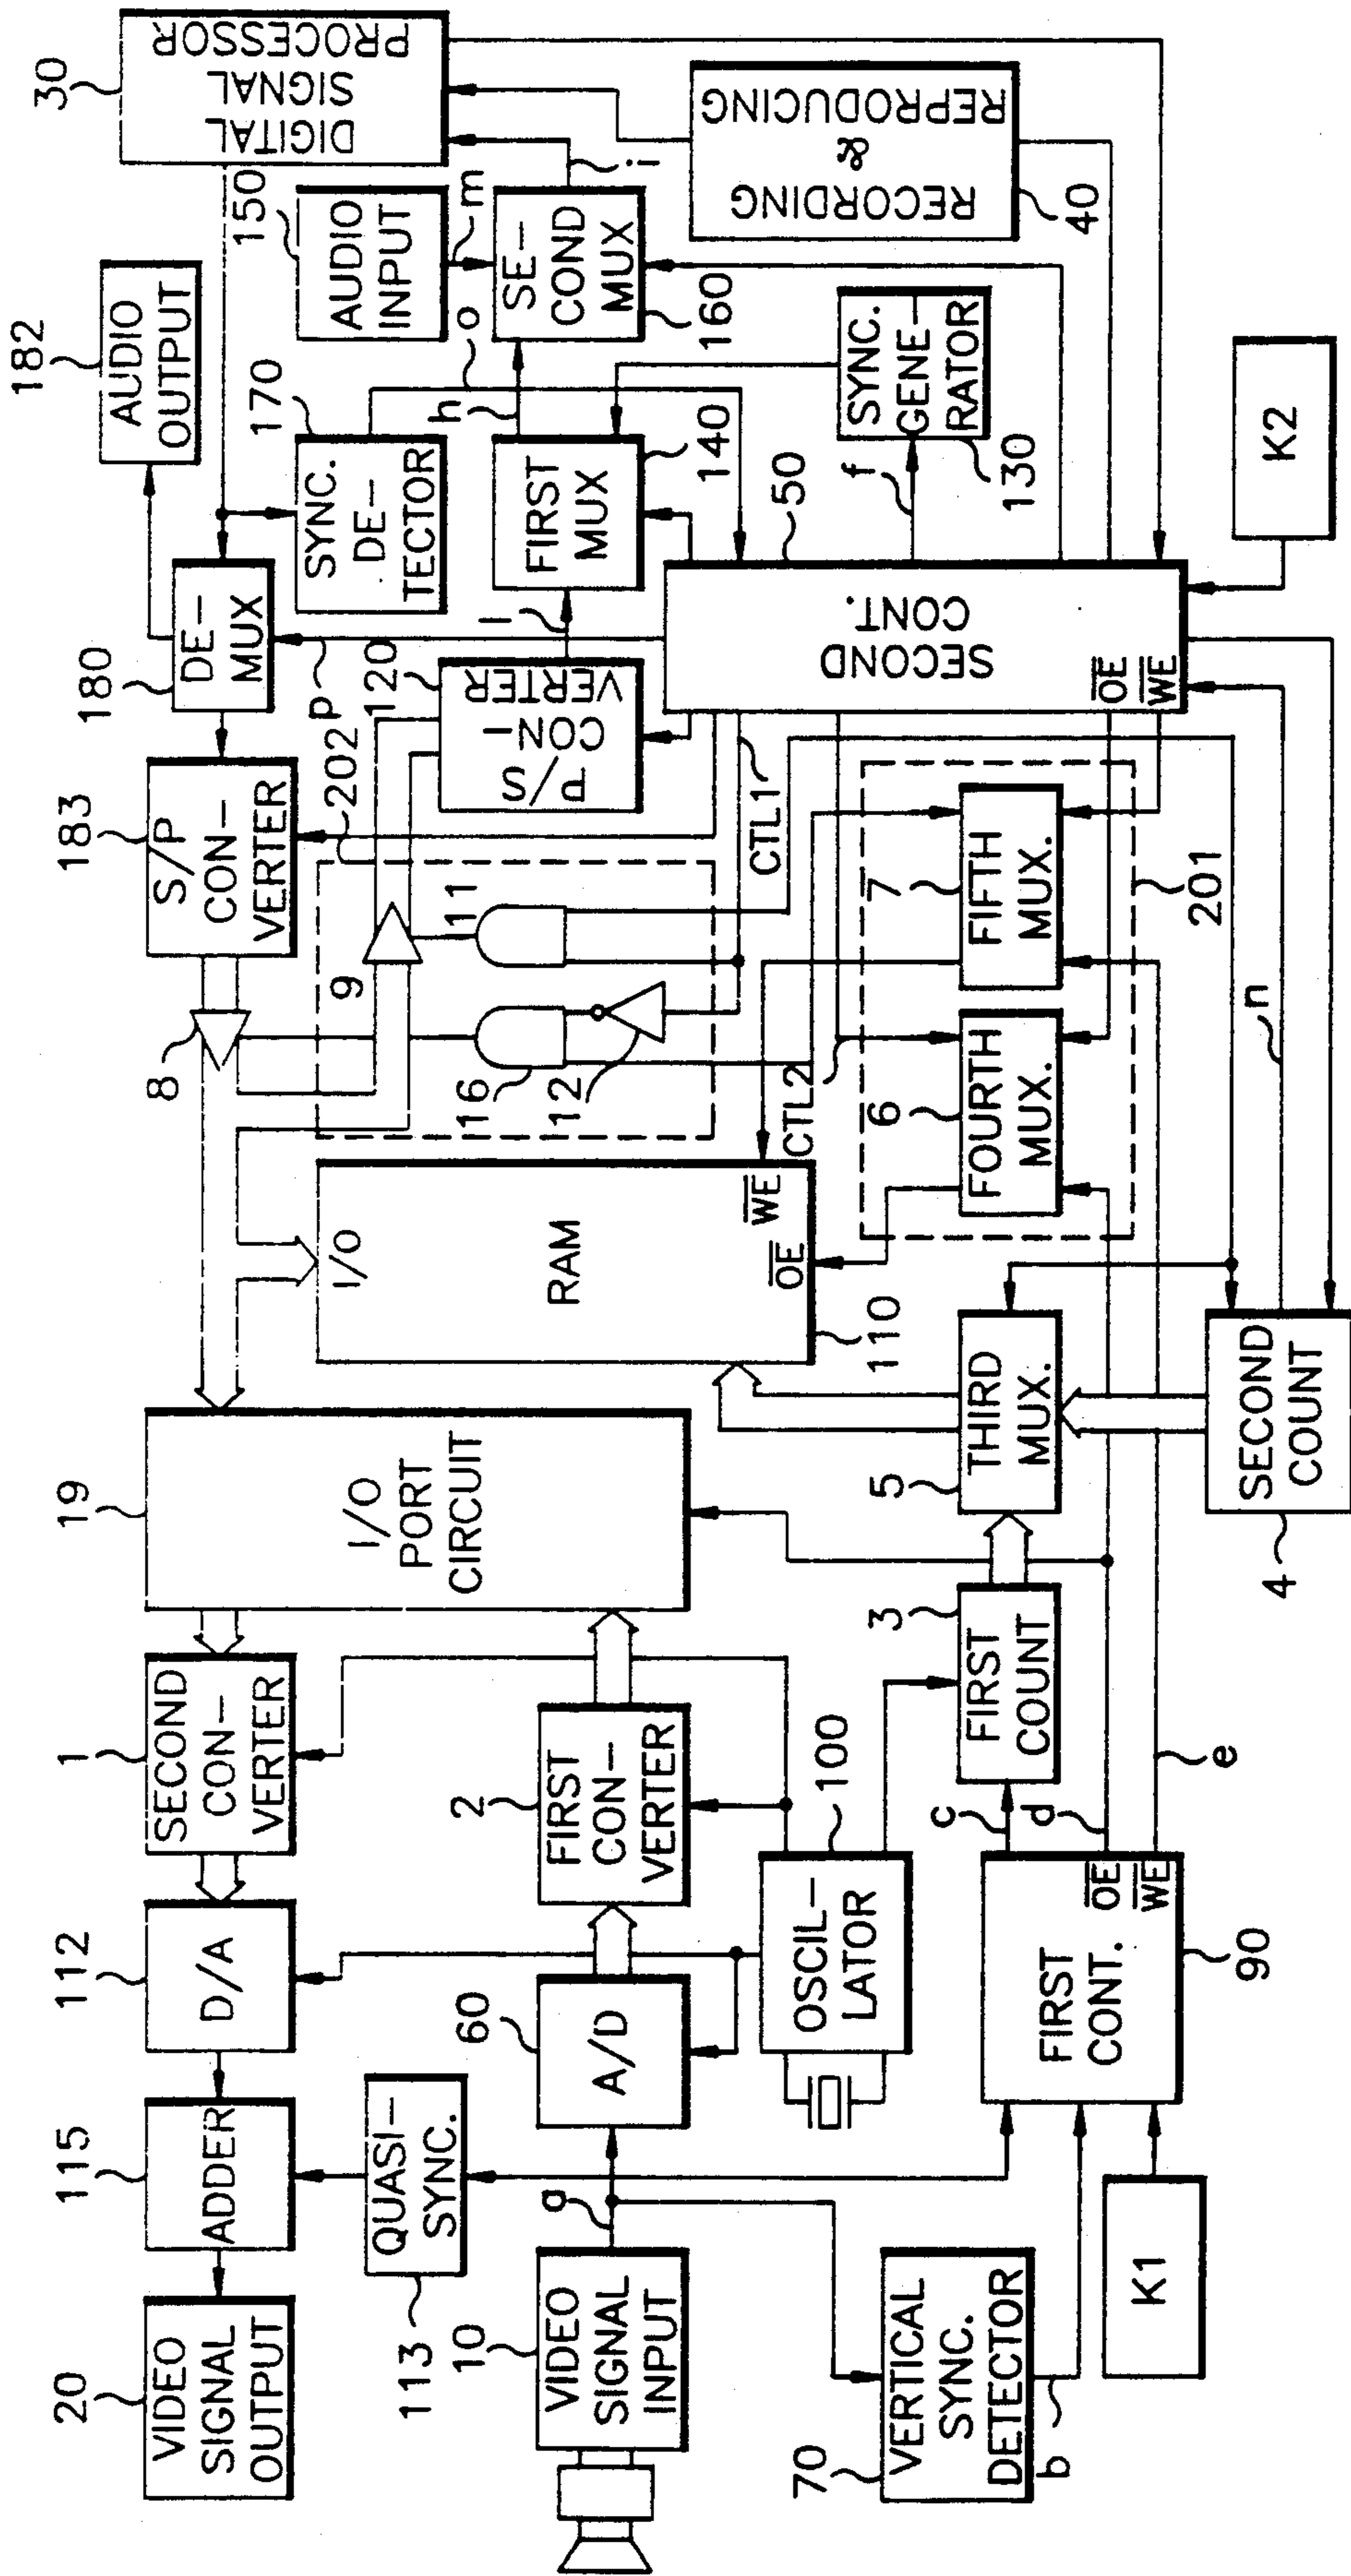 20
VIDEO
SIGNAL
OUTPUT
115
ADDER
112
D/A
1
SECOND
CON-
VERTER
19
I/O
PORT
CIRCUIT
8
183
S/P
CON-
VERTER
180
DE-
MUX
182
AUDIO
OUTPUT
30
DIGITAL
SIGNAL
PROCESSOR
113
QUASI-
SYNC.
10
VIDEO
SIGNAL
INPUT
a
60
A/D
2
FIRST
CON-
VERTER
I/O
RAM
WE
OE
110
9
11
16
12
202
p
120
P/S
CON-
VERTER
l
170
SYNC.
DE-
TECTOR
h
o
FIRST
MUX
140
150
AUDIO
INPUT
m
SE-
COND
MUX
160
i
RECORDING
&
REPRODUCING
40
100
OSCIL-
LATOR
CTL1
CTL2
50
SECOND
CONT.
OE
WE
f
SYNC.
GENE-
RATOR
130
70
VERTICAL
SYNC.
DETECTOR
b
FIRST
CONT.
OE
WE
90
c
d
e
3
FIRST
COUNT
5
THIRD
MUX.
6
FOURTH
MUX.
7
FIFTH
MUX.
201
K1
4
SECOND
COUNT
n
K2